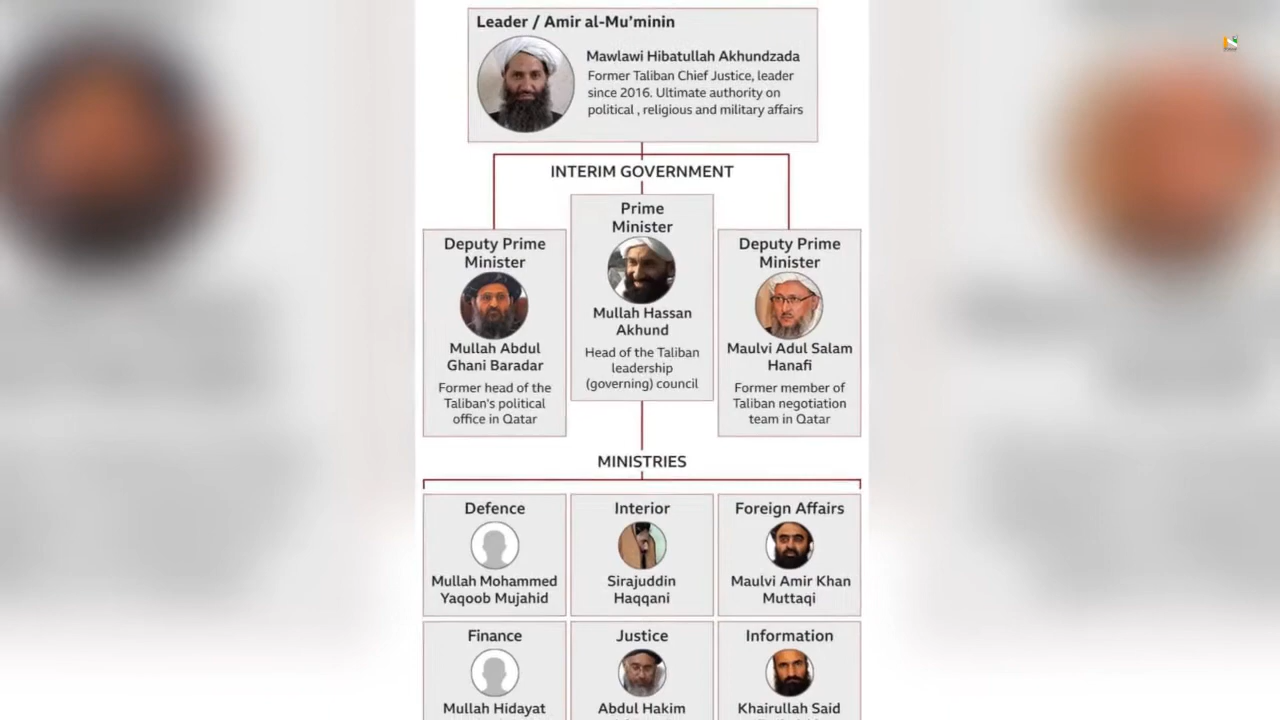 Leader / Amir al-Mu'minin
Mawlawi Hibatullah Akhundzada
Former Taliban Chief Justice, leader
since 2016. Ultimate authority on
political , religious and military affairs
INTERIM GOVERNMENT
Deputy Prime
Minister
Mullah Abdul
Ghani Baradar
Former head of the
Taliban's political
office in Qatar
Prime
Minister
Mullah Hassan
Akhund
Head of the Taliban
leadership
(governing) council
Deputy Prime
Minister
Maulvi Adul Salam
Hanafi
Former member of
Taliban negotiation
team in Qatar
MINISTRIES
Defence
Mullah Mohammed
Yaqoob Mujahid
Interior
Sirajuddin
Haqqani
Foreign Affairs
Maulvi Amir Khan
Muttaqi
Finance
Mullah Hidayat
Justice
Abdul Hakim
Information
Khairullah Said